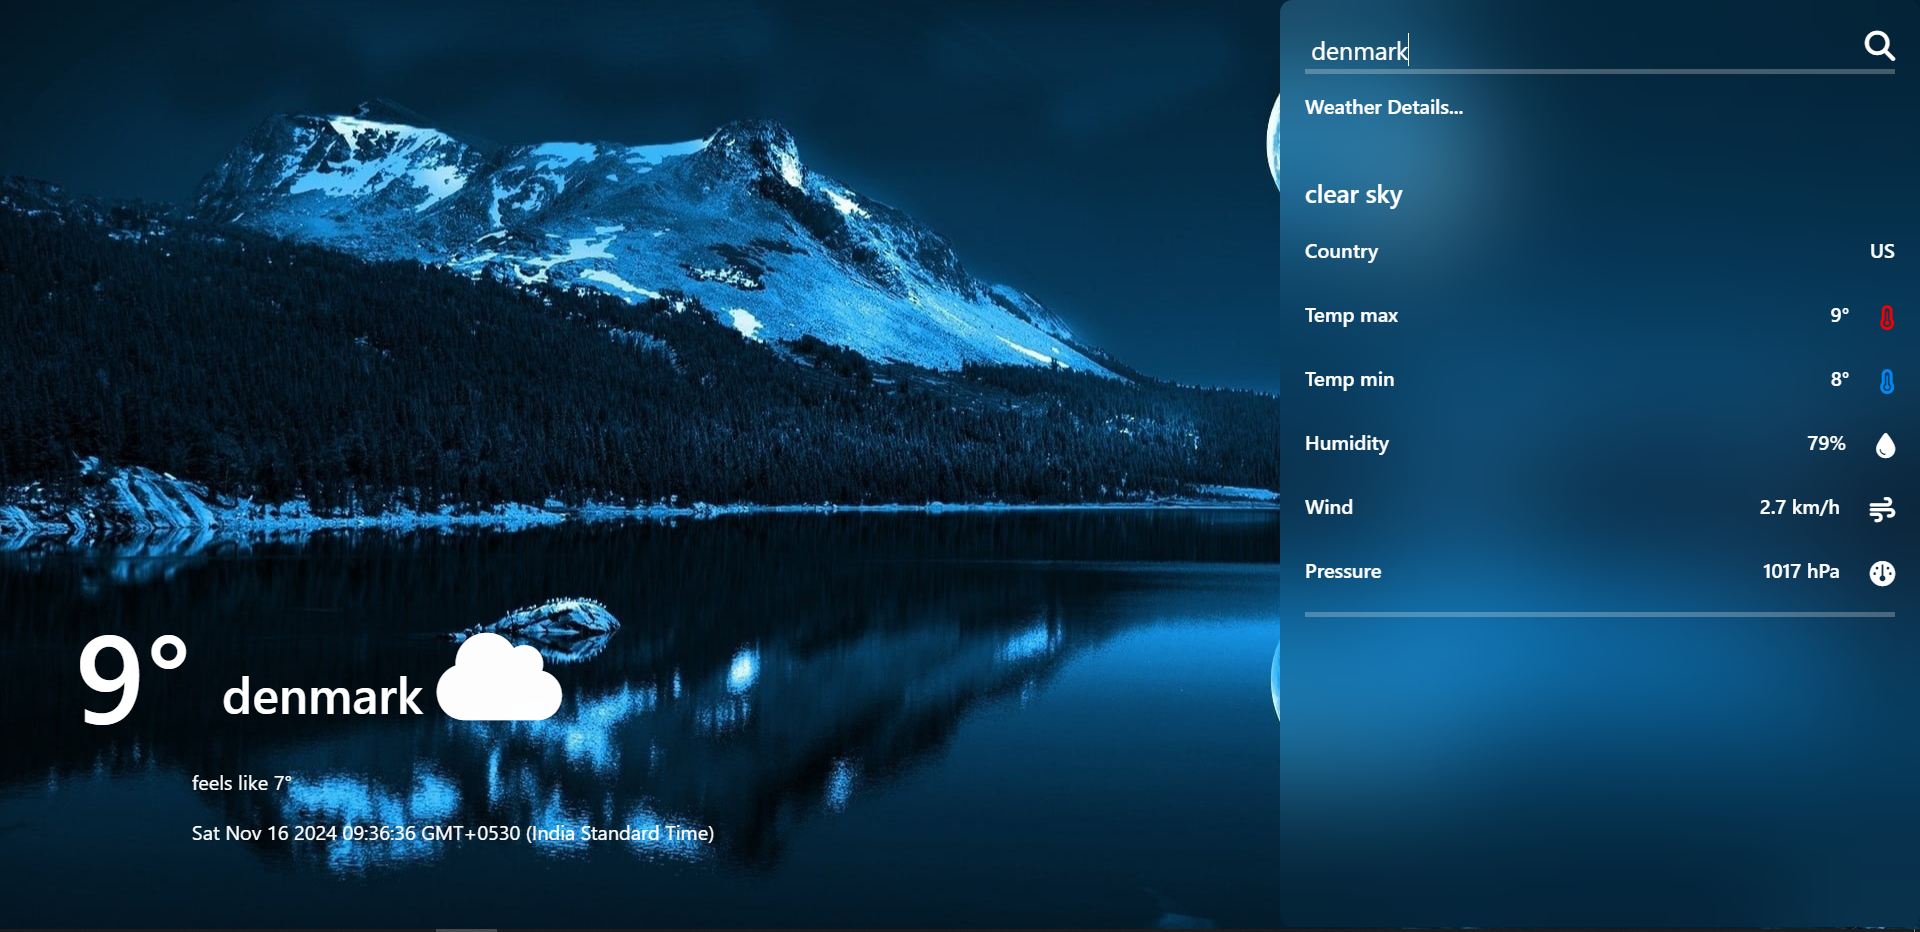 denmark
Weather Details...
clear sky
Country US
Temp max 9°
Temp min 8°
Humidity 79%
Wind 2.7 km/h
Pressure 1017 hPa
9° denmark
feels like 7°
Sat Nov 16 2024 09:36:36 GMT+0530 (India Standard Time)